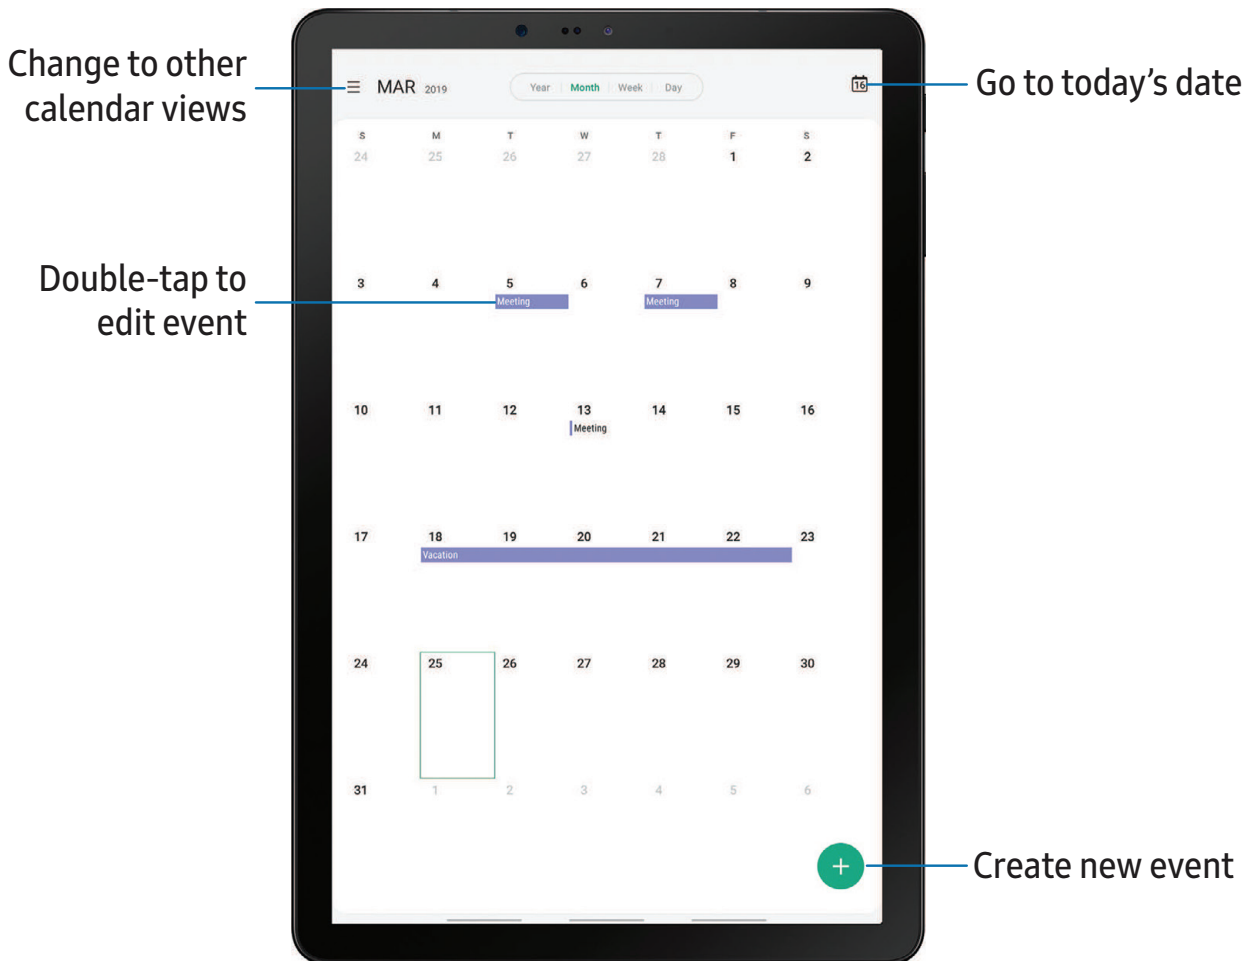 Change to other
calendar views
MAR 2019
Year Month Week Day
16
Go to today's date
S M T W T F S
24 25 26 27 28 1 2
Double-tap to
edit event
3 4 5 6 7 8 9
Meeting Meeting
10 11 12 13 14 15 16
Meeting
17 18 19 20 21 22 23
Vacation
24 25 26 27 28 29 30
31 1 2 3 4 5 6
+
Create new event